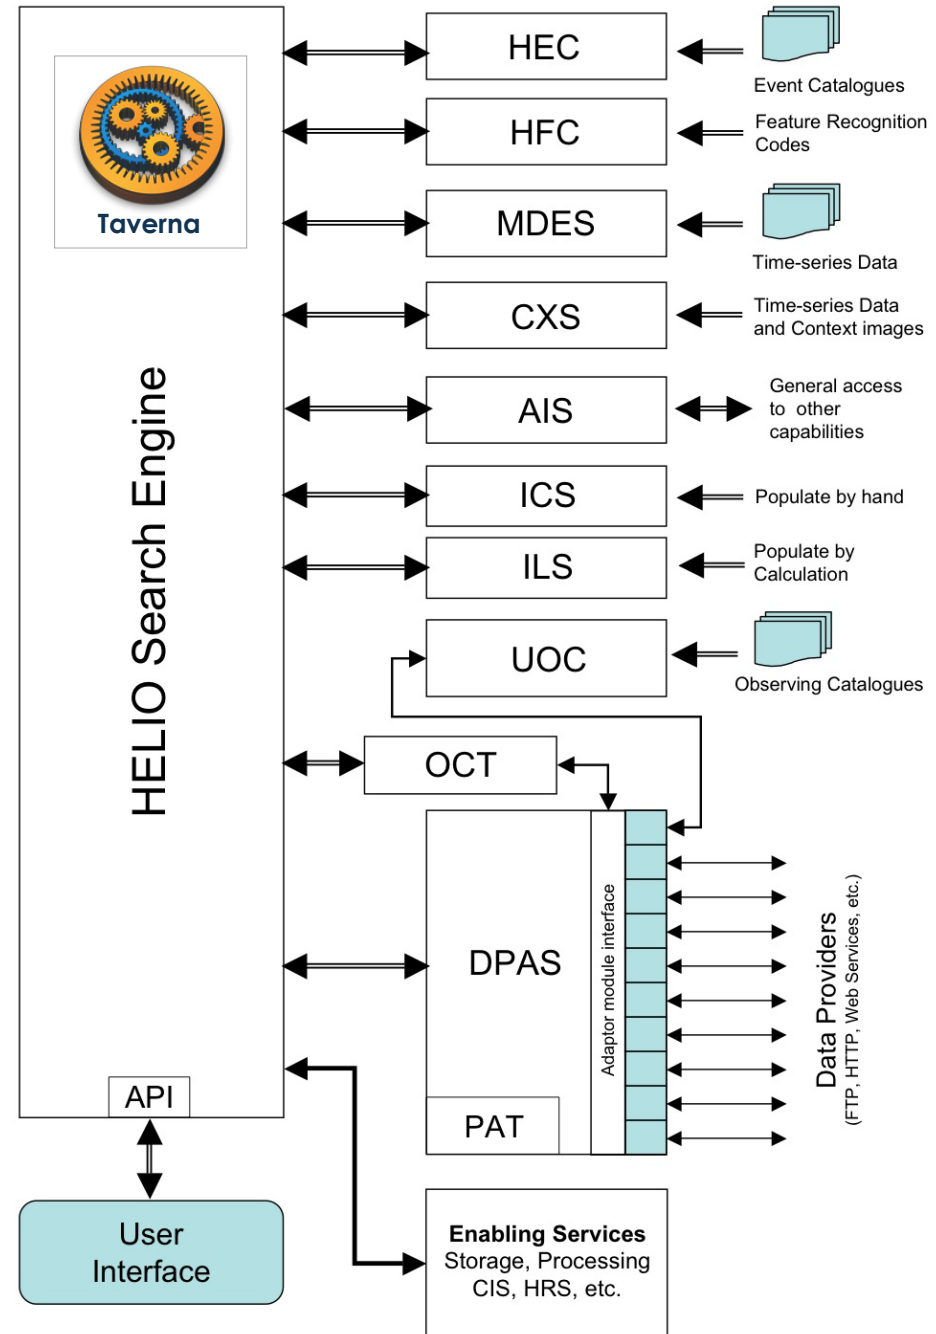 HEC
Event Catalogues
HFC
Feature Recognition
Codes
Taverna
MDES
Time-series Data
CXS
Time-series Data
and Context images
AIS
General access
to other
capabilities
HELIO Search Engine
ICS
Populate by hand
ILS
Populate by
Calculation
UOC
Observing Catalogues
OCT
DPAS
Adaptor module interface
Data Providers
(FTP, HTTP, Web Services, etc.)
PAT
API
User
Interface
Enabling Services
Storage, Processing
CIS, HRS, etc.